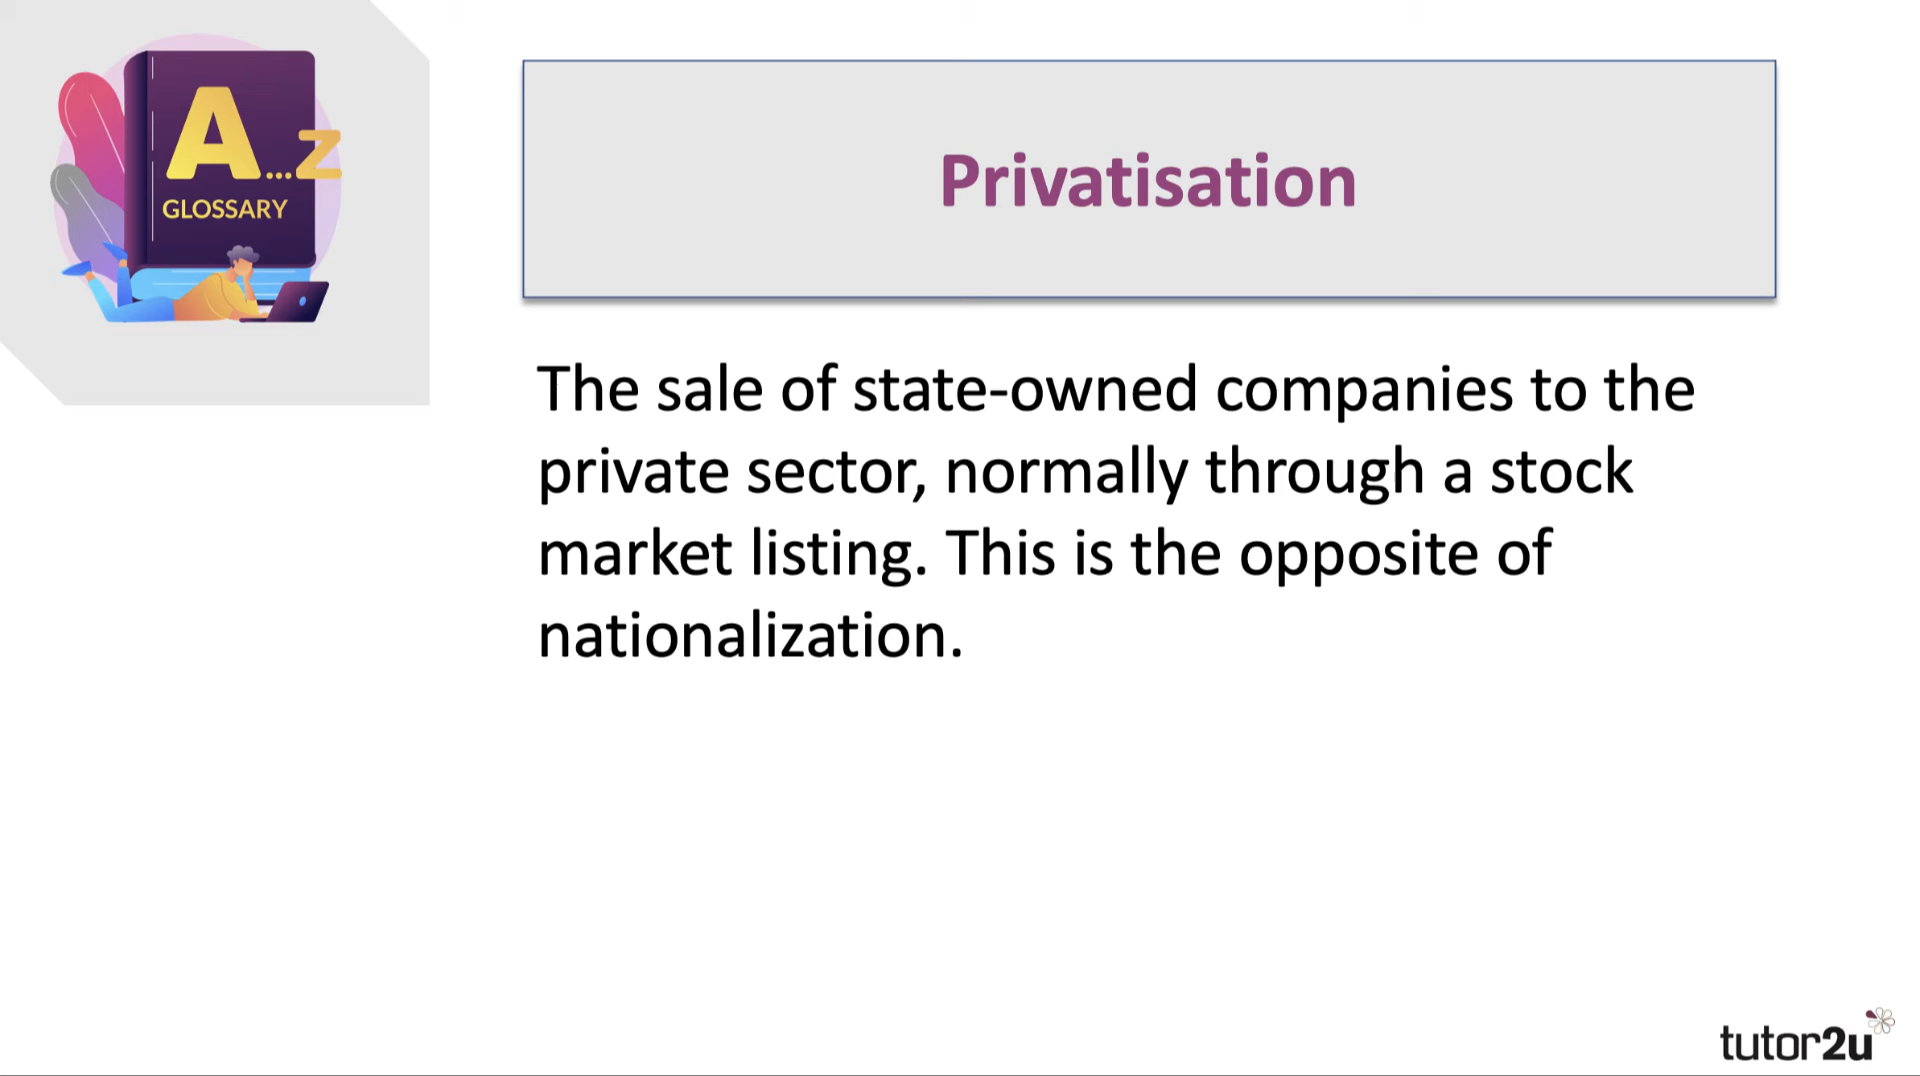 A...Z
GLOSSARY
Privatisation
The sale of state-owned companies to the
private sector, normally through a stock
market listing. This is the opposite of
nationalization.
tutor2u